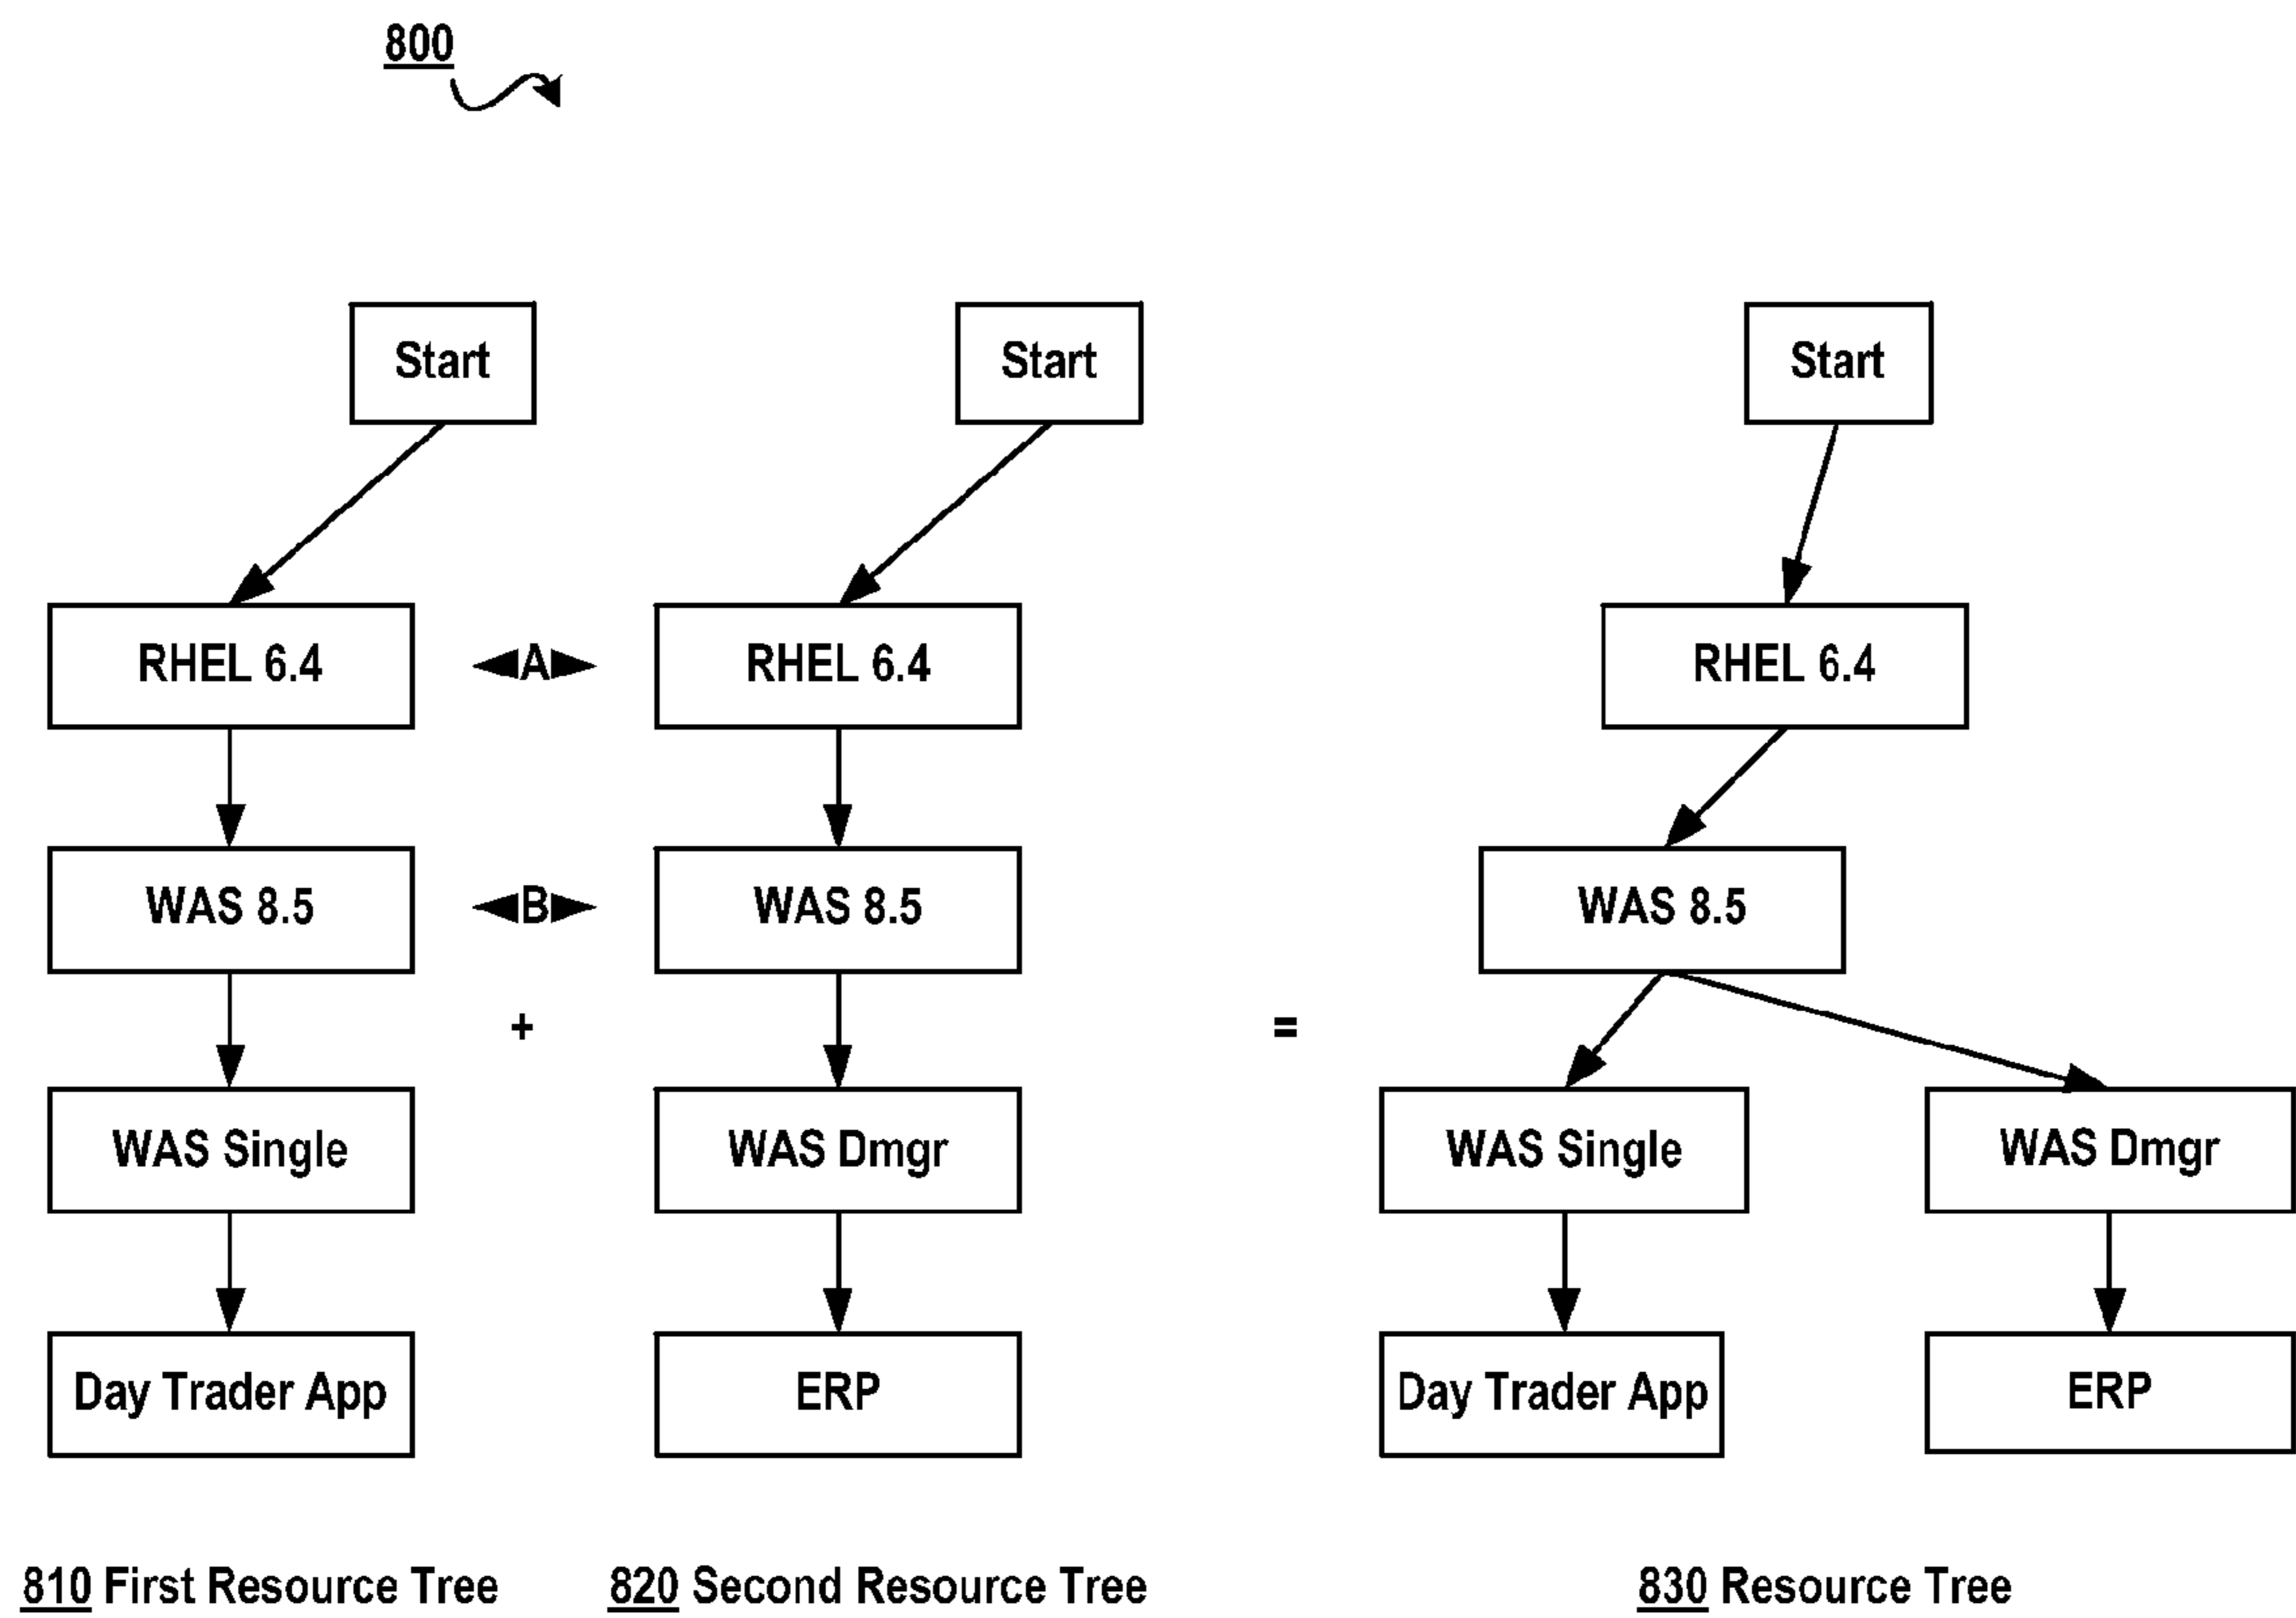 800
Start
Start
Start
RHEL 6.4
A
RHEL 6.4
RHEL 6.4
WAS 8.5
B
WAS 8.5
WAS 8.5
+
=
WAS Single
WAS Dmgr
WAS Single
WAS Dmgr
Day Trader App
ERP
Day Trader App
ERP
810 First Resource Tree
820 Second Resource Tree
830 Resource Tree